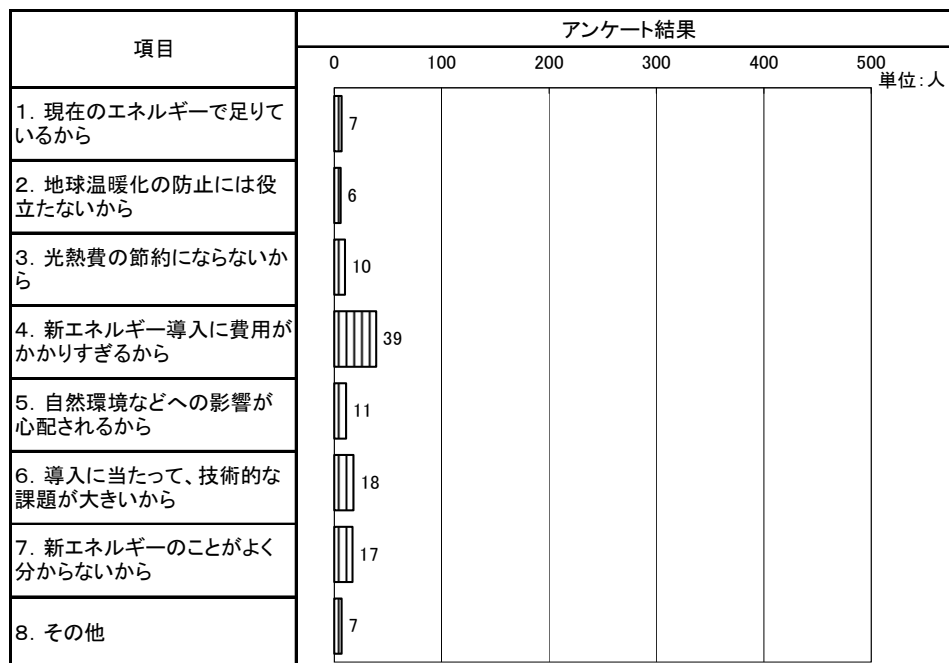 項目
アンケート結果
0 100 200 300 400 500
単位:人
1．現在のエネルギーで足りて
いるから
7
2．地球温暖化の防止には役
立たないから
6
3．光熱費の節約にならないか
ら
10
4．新エネルギー導入に費用が
かかりすぎるから
39
5．自然環境などへの影響が
心配されるから
11
6．導入に当たって、技術的な
課題が大きいから
18
7．新エネルギーのことがよく
分からないから
17
8．その他
7